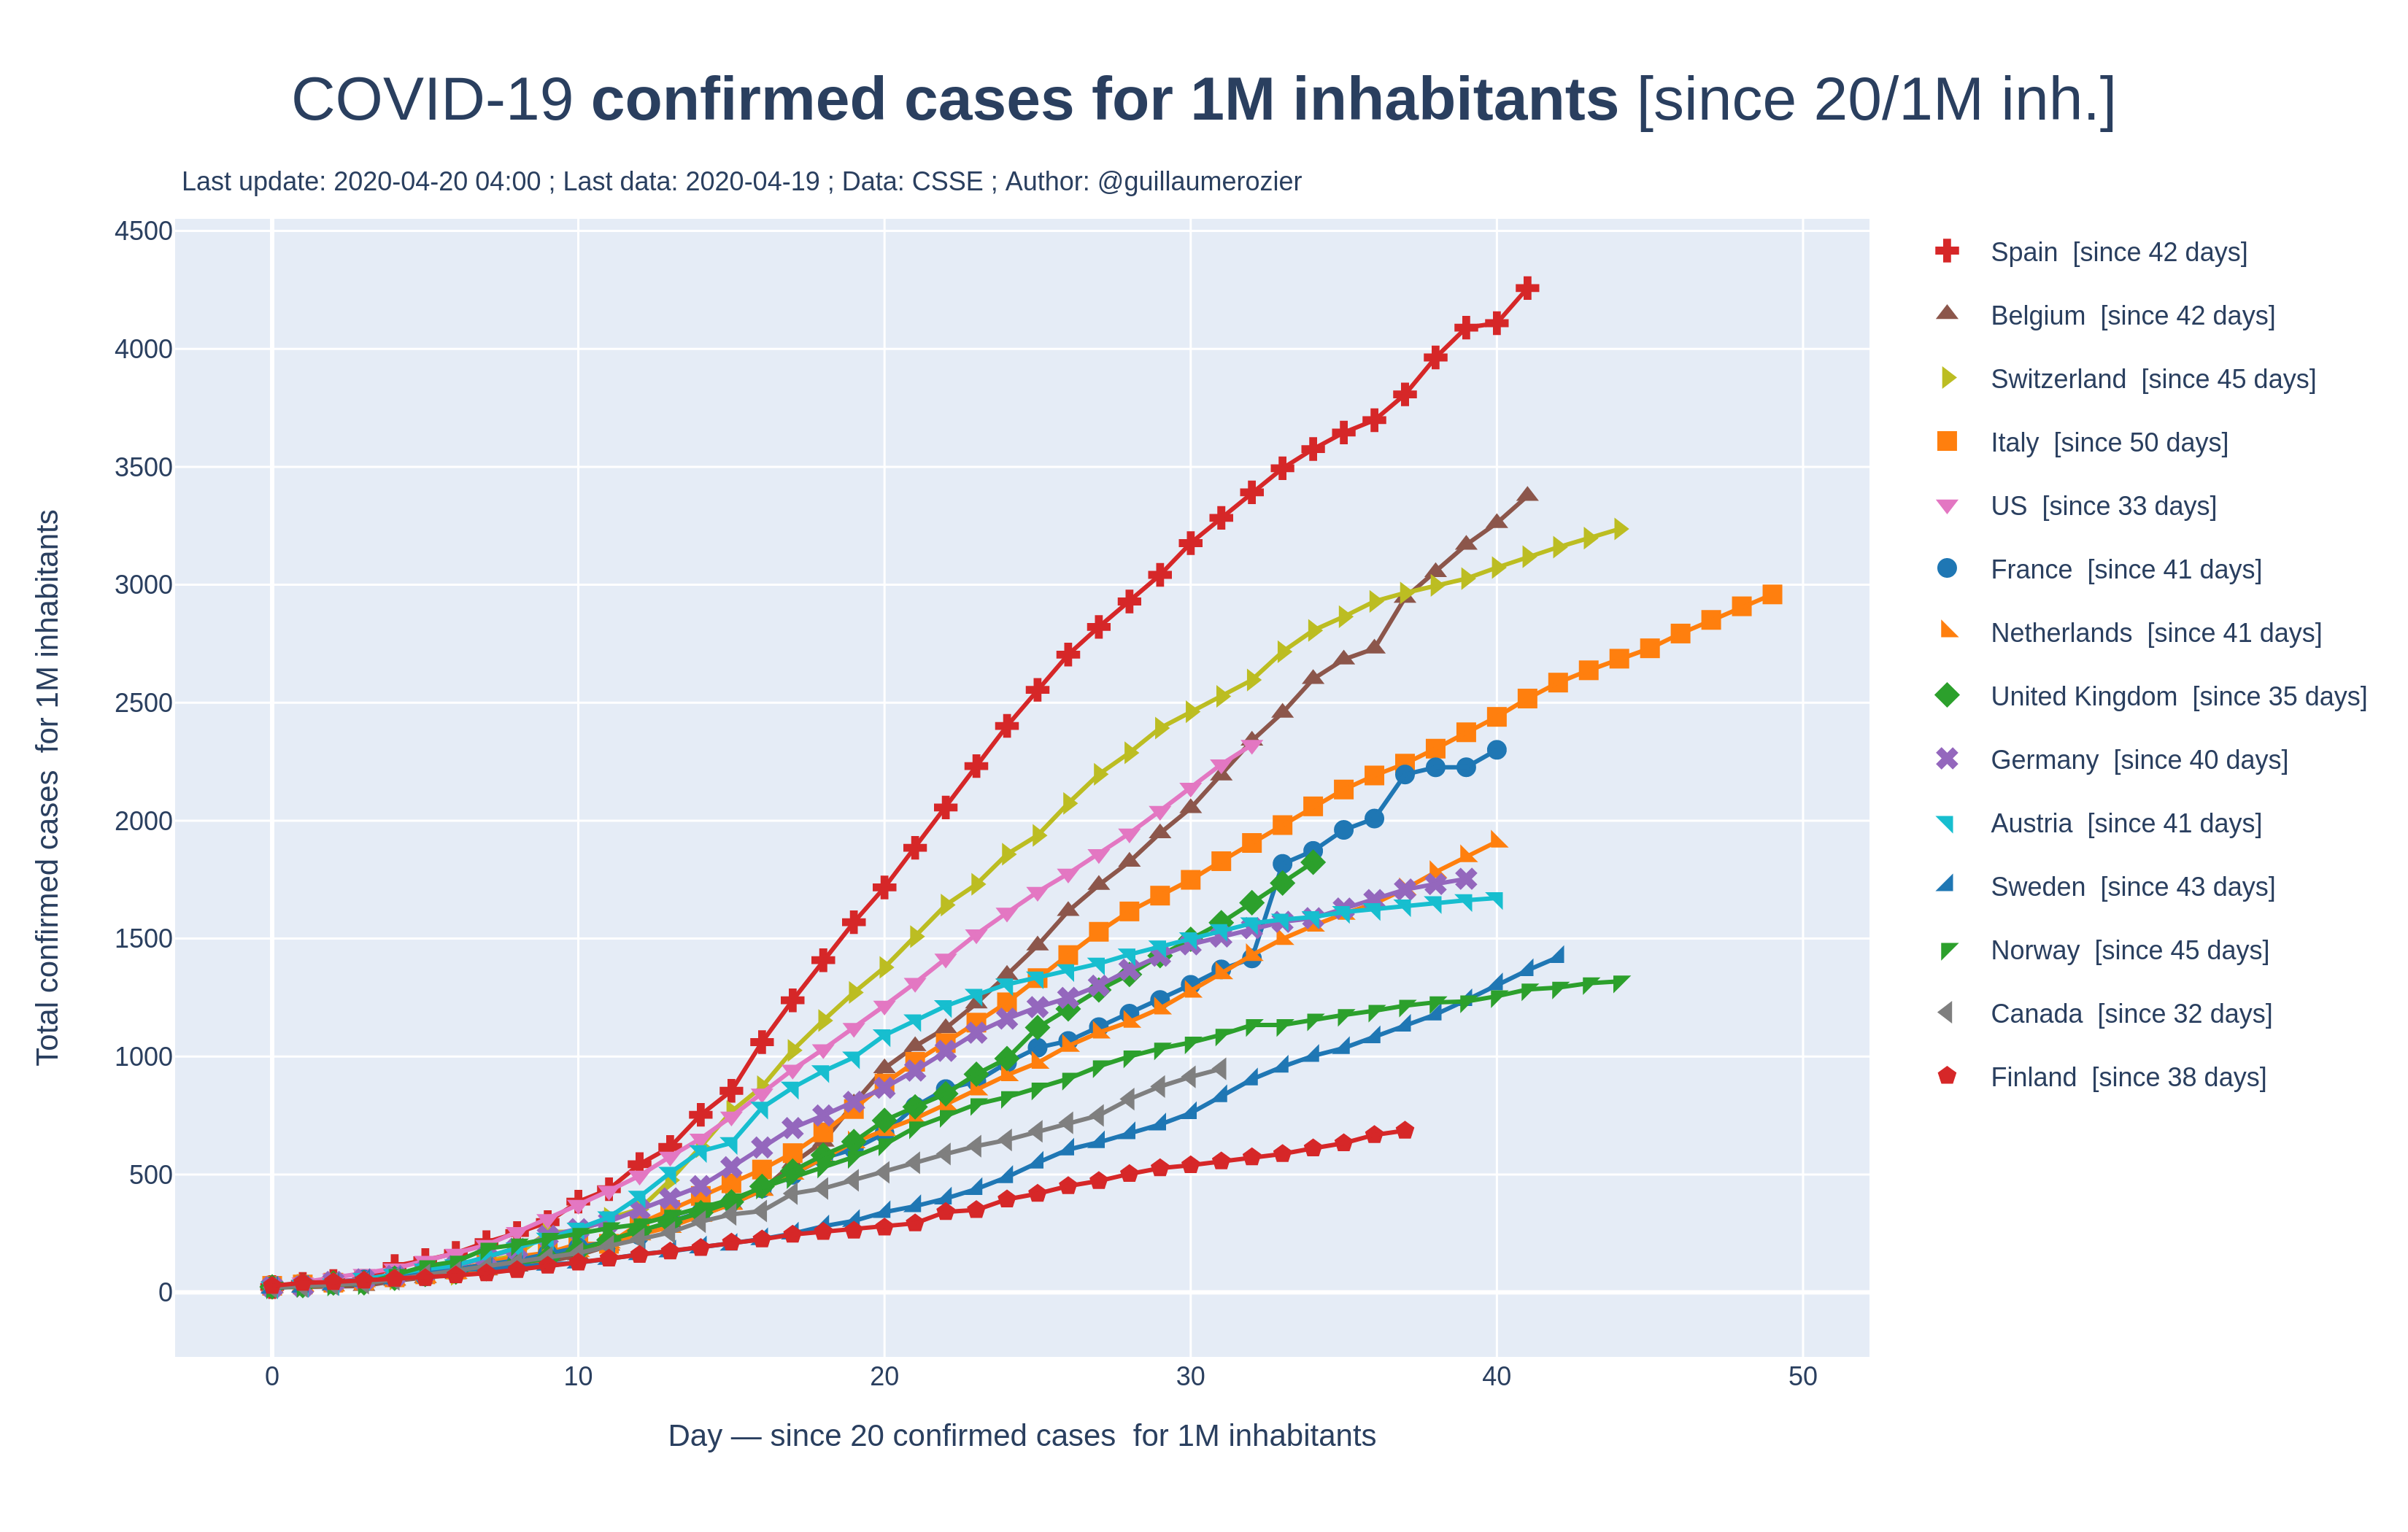 COVID-19 confirmed cases for 1M inhabitants [since 20/1M inh.]
Last update: 2020-04-20 04:00 ; Last data: 2020-04-19 ; Data: CSSE ; Author: @guillaumerozier
4500
4000
3500
3000
2500
2000
1500
1000
500
0
Total confirmed cases for 1M inhabitants
0 10 20 30 40 50
Day — since 20 confirmed cases for 1M inhabitants
Spain [since 42 days]
Belgium [since 42 days]
Switzerland [since 45 days]
Italy [since 50 days]
US [since 33 days]
France [since 41 days]
Netherlands [since 41 days]
United Kingdom [since 35 days]
Germany [since 40 days]
Austria [since 41 days]
Sweden [since 43 days]
Norway [since 45 days]
Canada [since 32 days]
Finland [since 38 days]